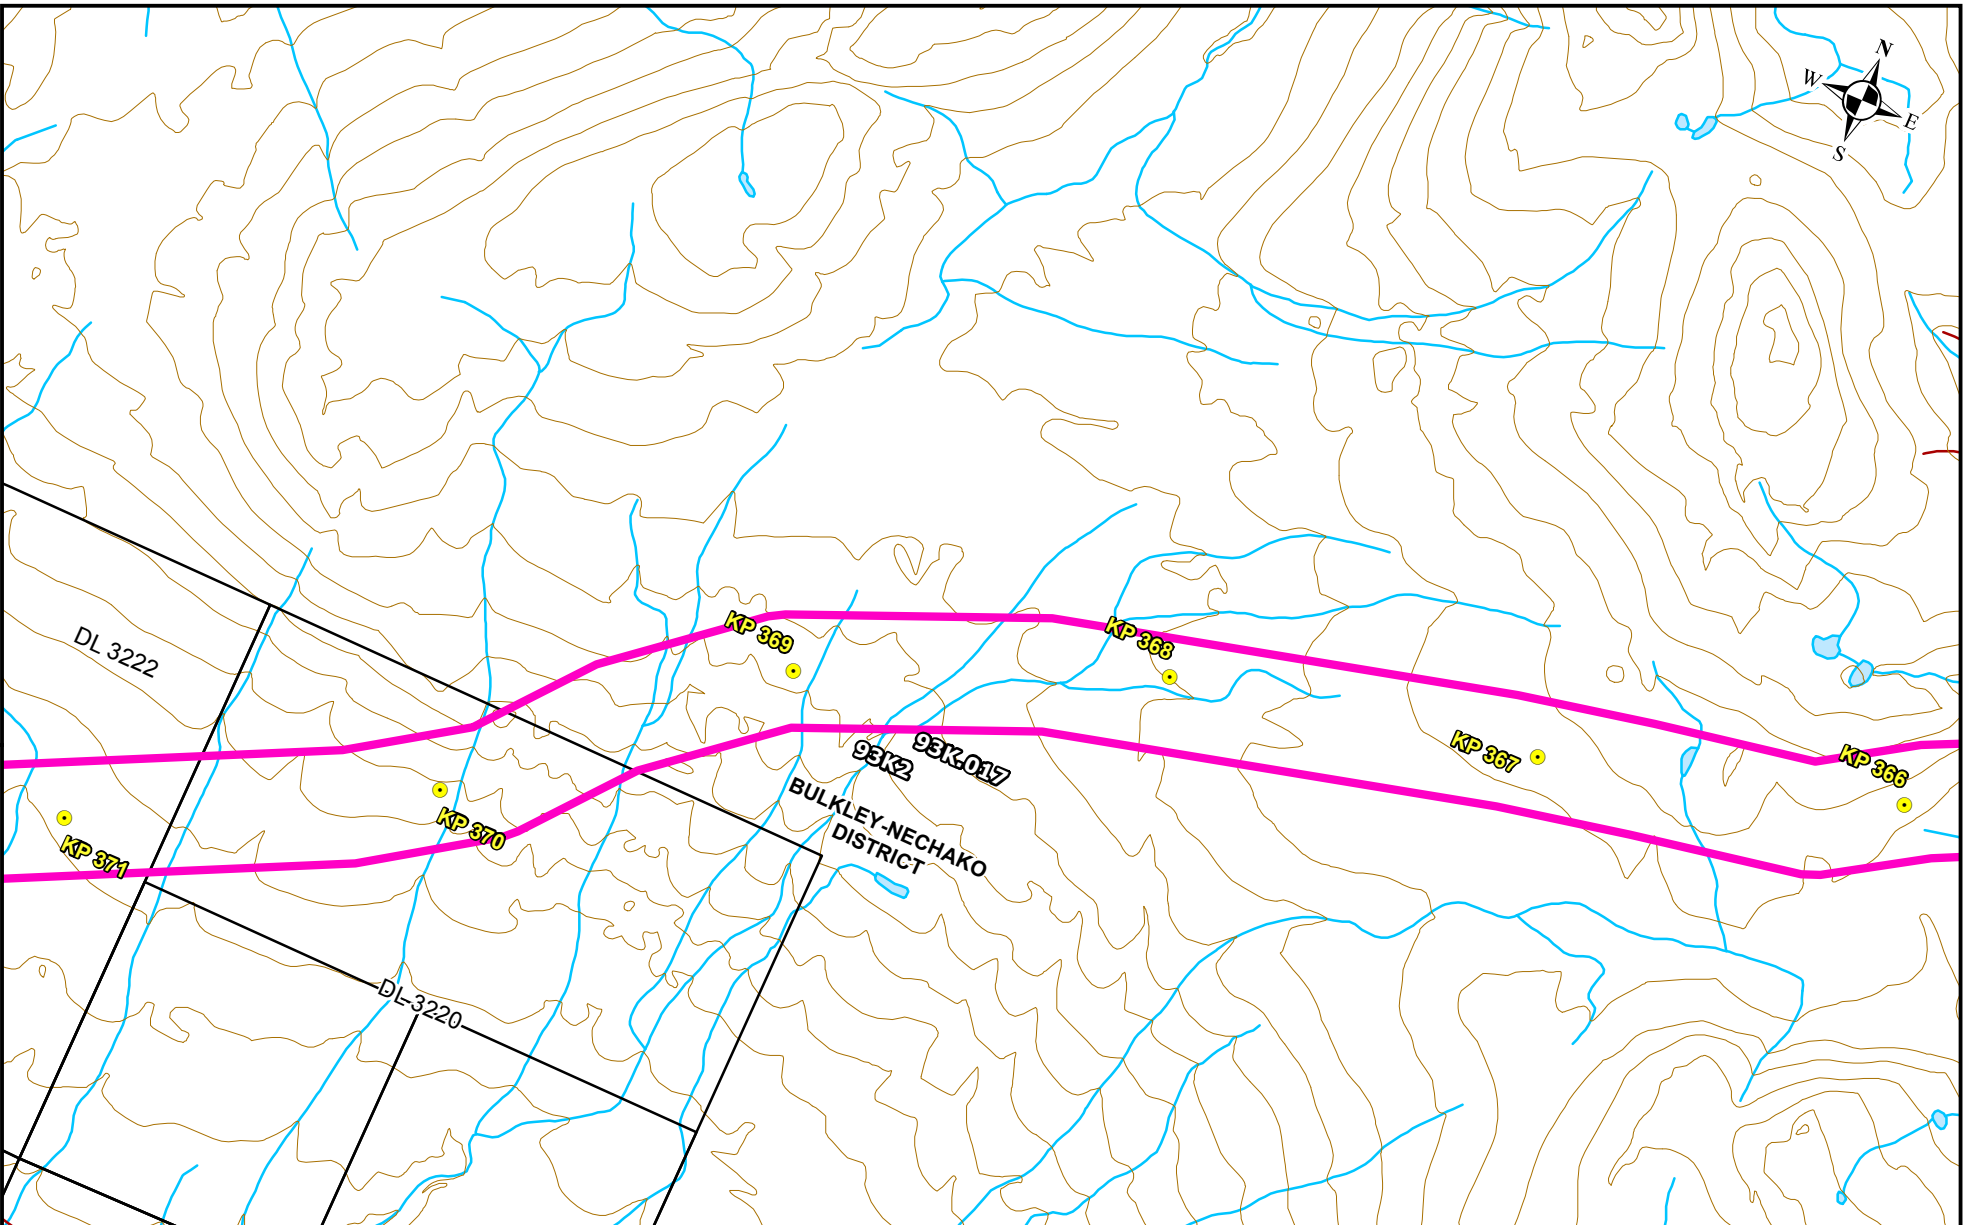 N
W
E
S
DL 3222
KP 369
KP 368
KP 367
KP 366
93K2
93K.017
BULKLEY-NECHAKO
DISTRICT
KP 370
KP 371
DL 3220